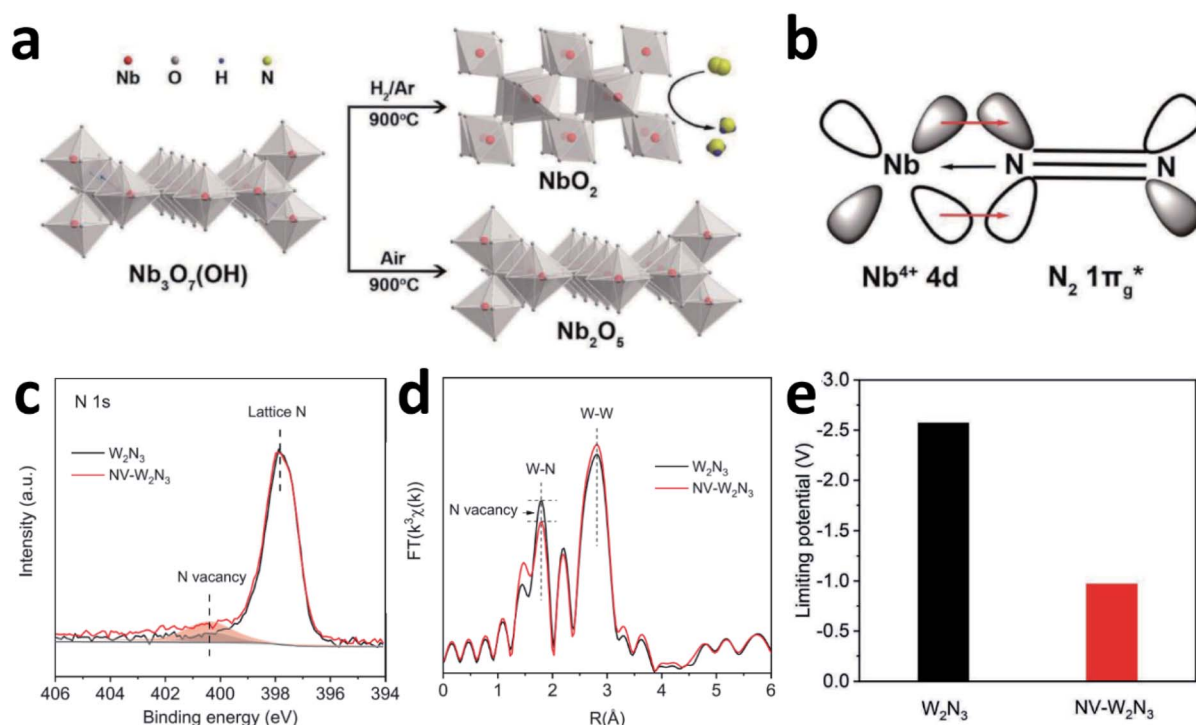 a
Nb O H N
Nb₃O₇(OH)
H₂/Ar
900°C
NbO₂
Air
900°C
Nb₂O₅
b
Nb N N
Nb⁴⁺ 4d N₂ 1πg*
c
N 1s
Lattice N
W₂N₃
NV-W₂N₃
N vacancy
Intensity (a.u.)
406 404 402 400 398 396 394
Binding energy (eV)
d
W-W
W-N
W₂N₃
NV-W₂N₃
N vacancy
FT(k³χ(k))
0 1 2 3 4 5 6
R(Å)
e
-3.0
-2.5
-2.0
-1.5
-1.0
-0.5
0.0
Limiting potential (V)
W₂N₃ NV-W₂N₃